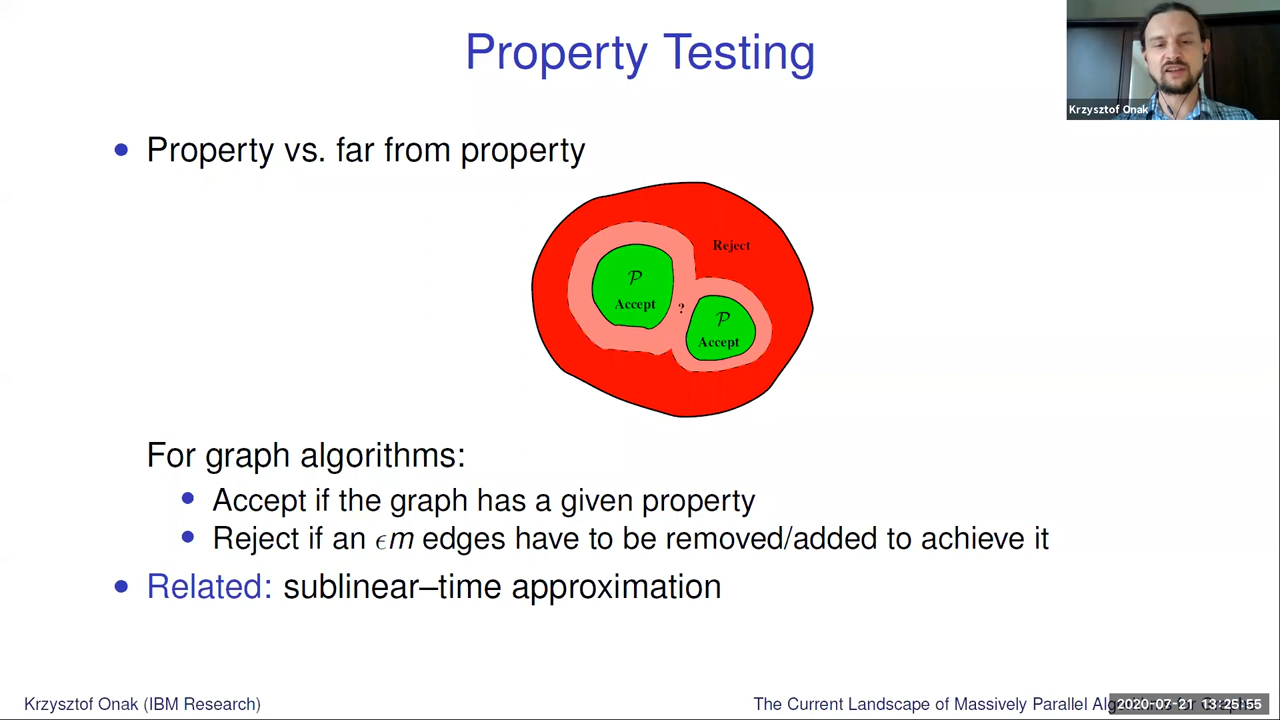 Property Testing
Krzysztof Onak
• Property vs. far from property
Reject
P
Accept
?
P
Accept
For graph algorithms:
• Accept if the graph has a given property
• Reject if an ϵm edges have to be removed/added to achieve it
• Related: sublinear–time approximation
Krzysztof Onak (IBM Research)
The Current Landscape of Massively Parallel
2020-07-21 13:25:55